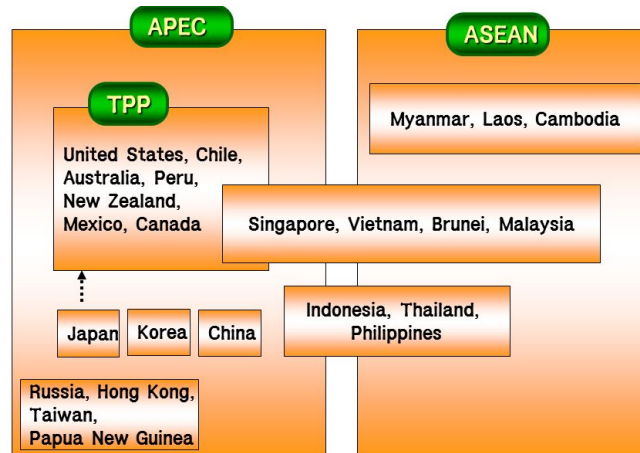 APEC
ASEAN
TPP
Myanmar, Laos, Cambodia
United States, Chile,
Australia, Peru,
New Zealand,
Mexico, Canada
Singapore, Vietnam, Brunei, Malaysia
Indonesia, Thailand,
Philippines
Japan
Korea
China
Russia, Hong Kong,
Taiwan,
Papua New Guinea